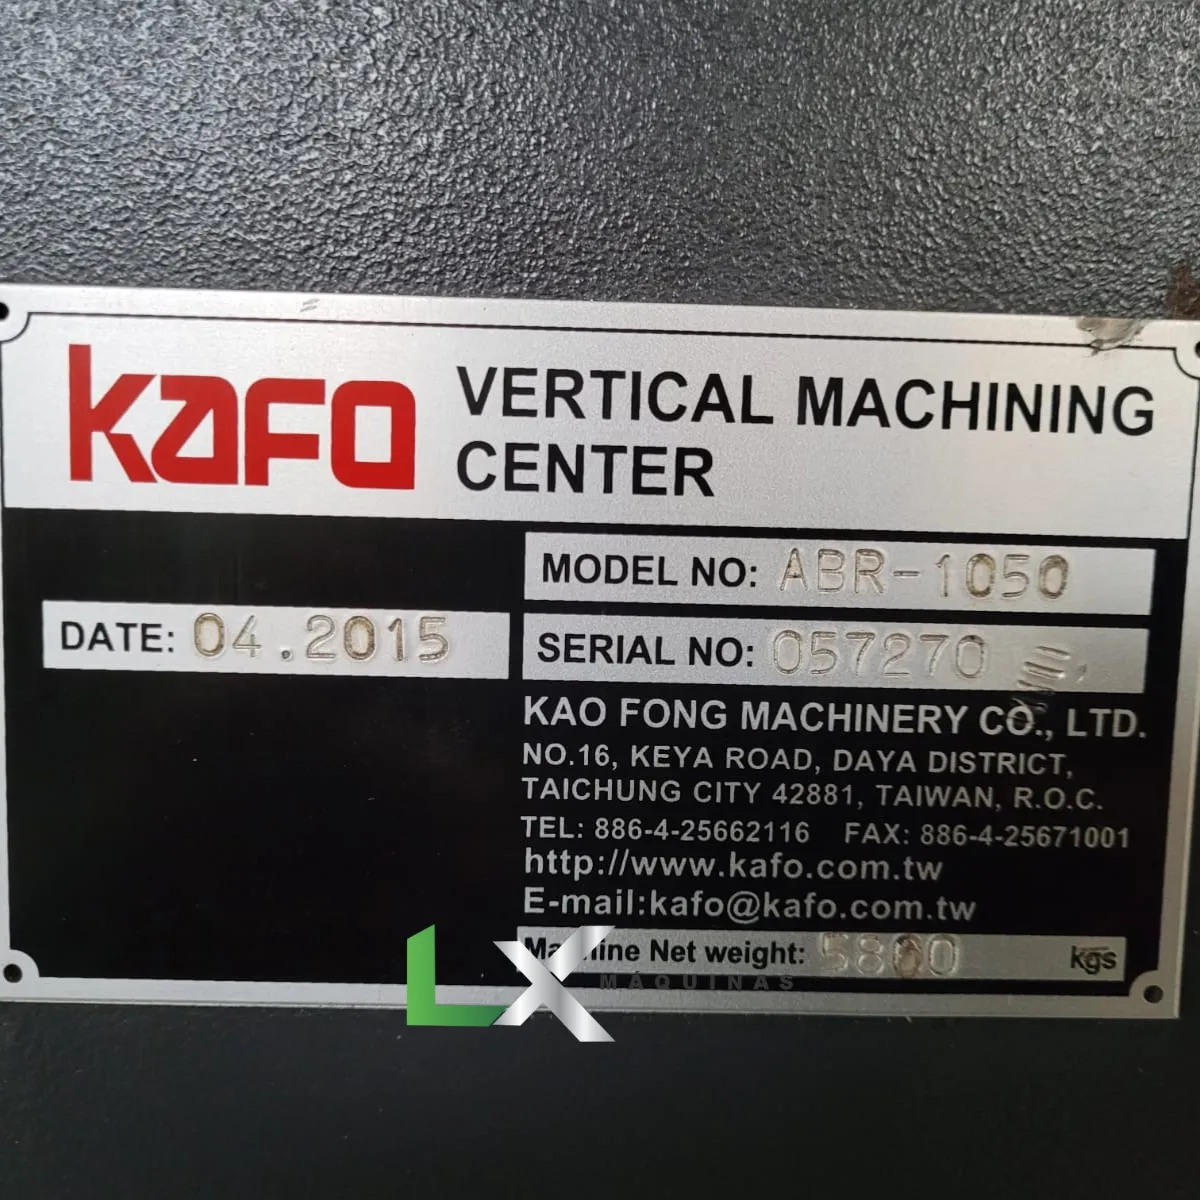 KAFO VERTICAL MACHINING
CENTER
MODEL NO: ABR-1050
DATE: 04.2015
SERIAL NO: 057270
KAO FONG MACHINERY CO., LTD.
NO.16, KEYA ROAD, DAYA DISTRICT,
TAICHUNG CITY 42881, TAIWAN, R.O.C.
TEL: 886-4-25662116 FAX: 886-4-25671001
http://www.kafo.com.tw
E-mail:kafo@kafo.com.tw
Machine Net weight: kgs
LX
MÁQUINAS